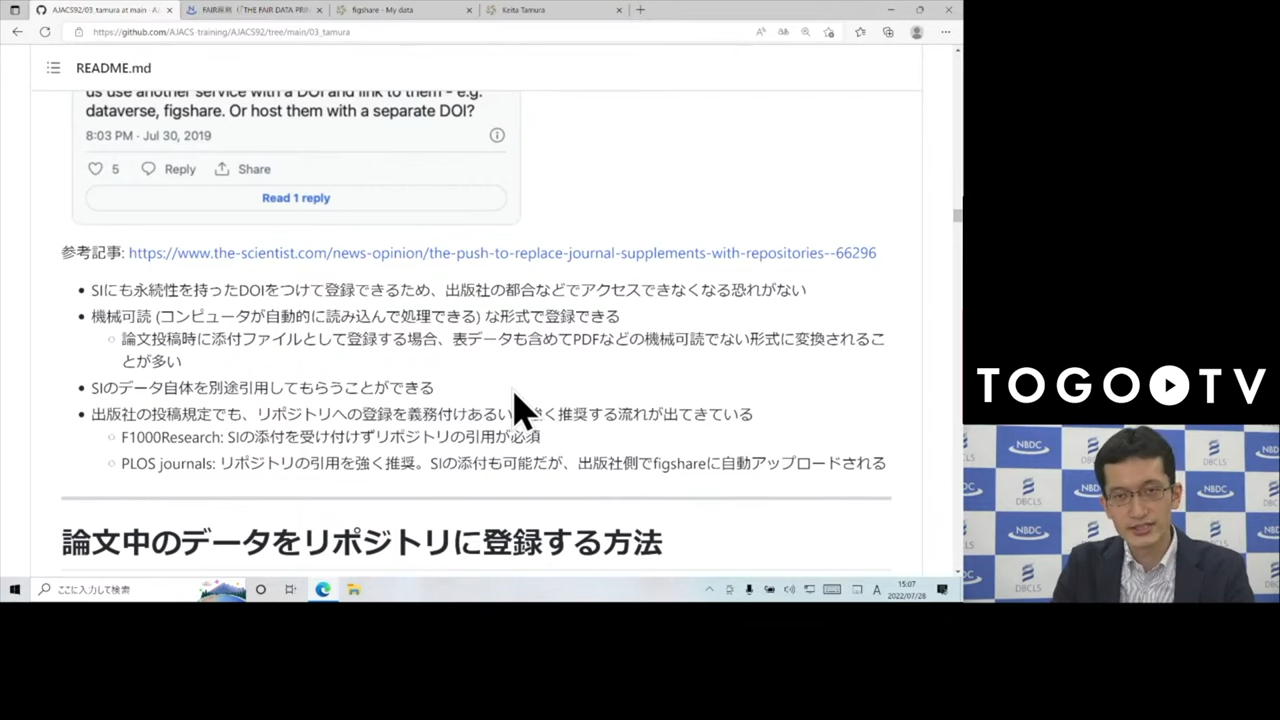 AJACS92/03_tamura at main · AJ
FAIR原則（「THE FAIR DATA PRIN
figshare - My data
Keita Tamura
https://github.com/AJACS-training/AJACS92/tree/main/03_tamura
README.md
us use another service with a DOI and link to them - e.g.
dataverse, figshare. Or host them with a separate DOI?
8:03 PM · Jul 30, 2019
5 Reply Share
Read 1 reply
参考記事: https://www.the-scientist.com/news-opinion/the-push-to-replace-journal-supplements-with-repositories--66296
SIにも永続性を持ったDOIをつけて登録できるため、出版社の都合などでアクセスできなくなる恐れがない
機械可読 (コンピュータが自動的に読み込んで処理できる) な形式で登録できる
論文投稿時に添付ファイルとして登録する場合、表データも含めてPDFなどの機械可読でない形式に変換されるこ
とが多い
SIのデータ自体を別途引用してもらうことができる
出版社の投稿規定でも、リポジトリへの登録を義務付けあるい く推奨する流れが出てきている
F1000Research: SIの添付を受け付けずリポジトリの引用が必須
PLOS journals: リポジトリの引用を強く推奨。SIの添付も可能だが、出版社側でfigshareに自動アップロードされる
論文中のデータをリポジトリに登録する方法
ここに入力して検索
A
15:07
2022/07/28
TOGO TV
NBDC
DBCLS
NBDC
NBDC
DBCLS
NBDC
DBCLS